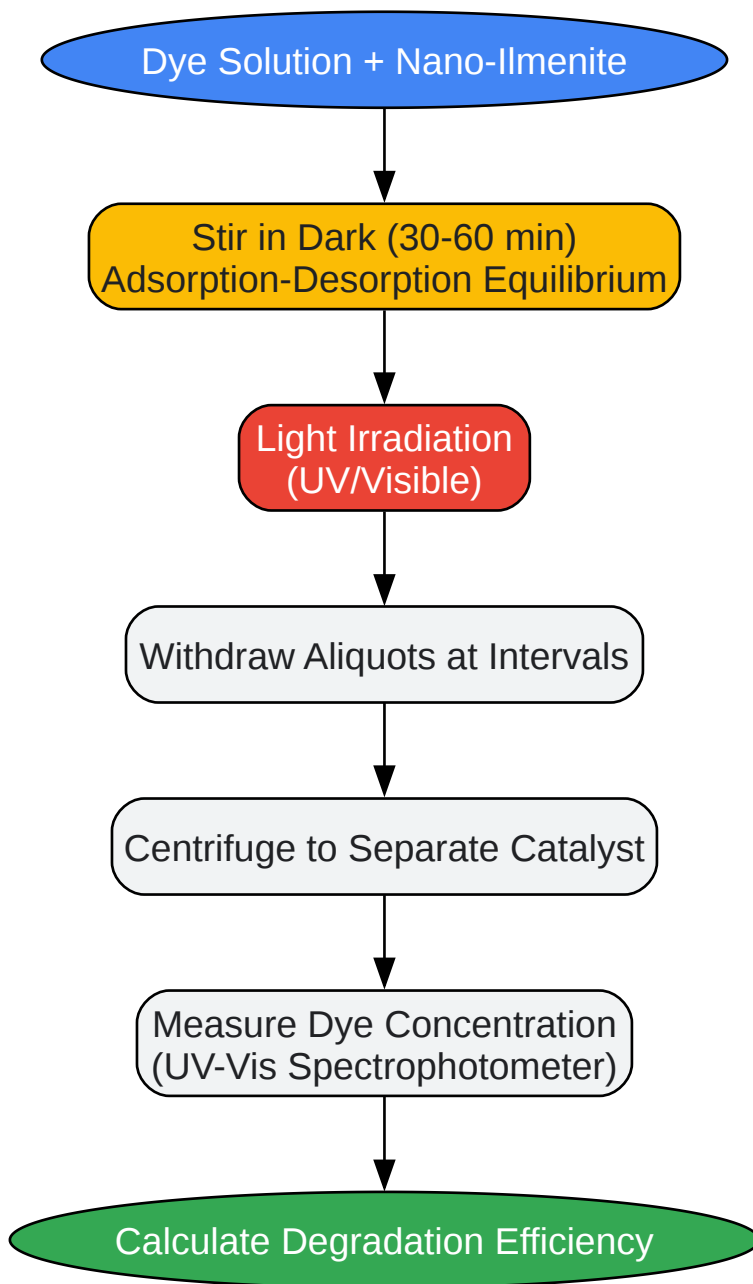 Dye Solution + Nano-Ilmenite
Stir in Dark (30-60 min)
Adsorption-Desorption Equilibrium
Light Irradiation
(UV/Visible)
Withdraw Aliquots at Intervals
Centrifuge to Separate Catalyst
Measure Dye Concentration
(UV-Vis Spectrophotometer)
Calculate Degradation Efficiency